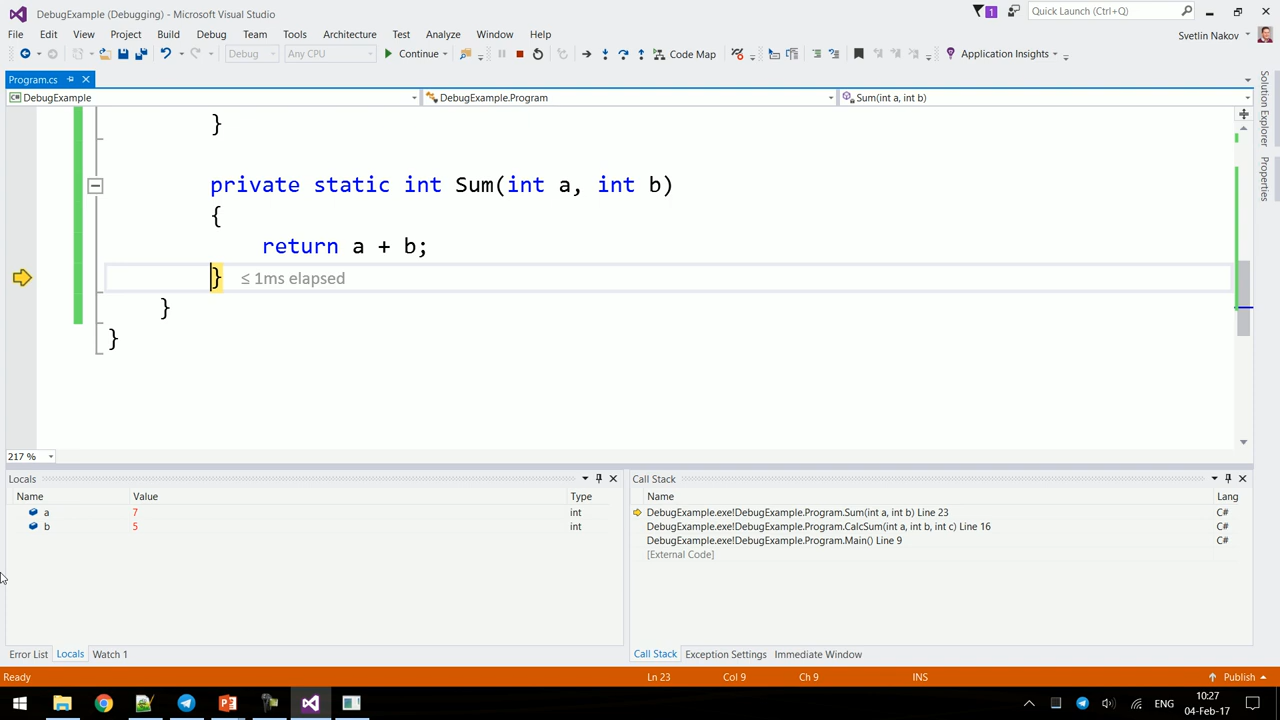 DebugExample (Debugging) - Microsoft Visual Studio
1
Quick Launch (Ctrl+Q)
File Edit View Project Build Debug Team Tools Architecture Test Analyze Window Help
Svetlin Nakov
Debug Any CPU Continue Code Map Application Insights
Program.cs
DebugExample DebugExample.Program Sum(int a, int b)
}
private static int Sum(int a, int b)
{
return a + b;
} ≤ 1ms elapsed
}
}
Solution Explorer
Properties
217 %
Locals
Name Value Type
a 7 int
b 5 int
Call Stack
Name Lang
DebugExample.exe!DebugExample.Program.Sum(int a, int b) Line 23 C#
DebugExample.exe!DebugExample.Program.CalcSum(int a, int b, int c) Line 16 C#
DebugExample.exe!DebugExample.Program.Main() Line 9 C#
[External Code]
Error List Locals Watch 1
Call Stack Exception Settings Immediate Window
Ready Ln 23 Col 9 Ch 9 INS Publish
ENG
10:27
04-Feb-17